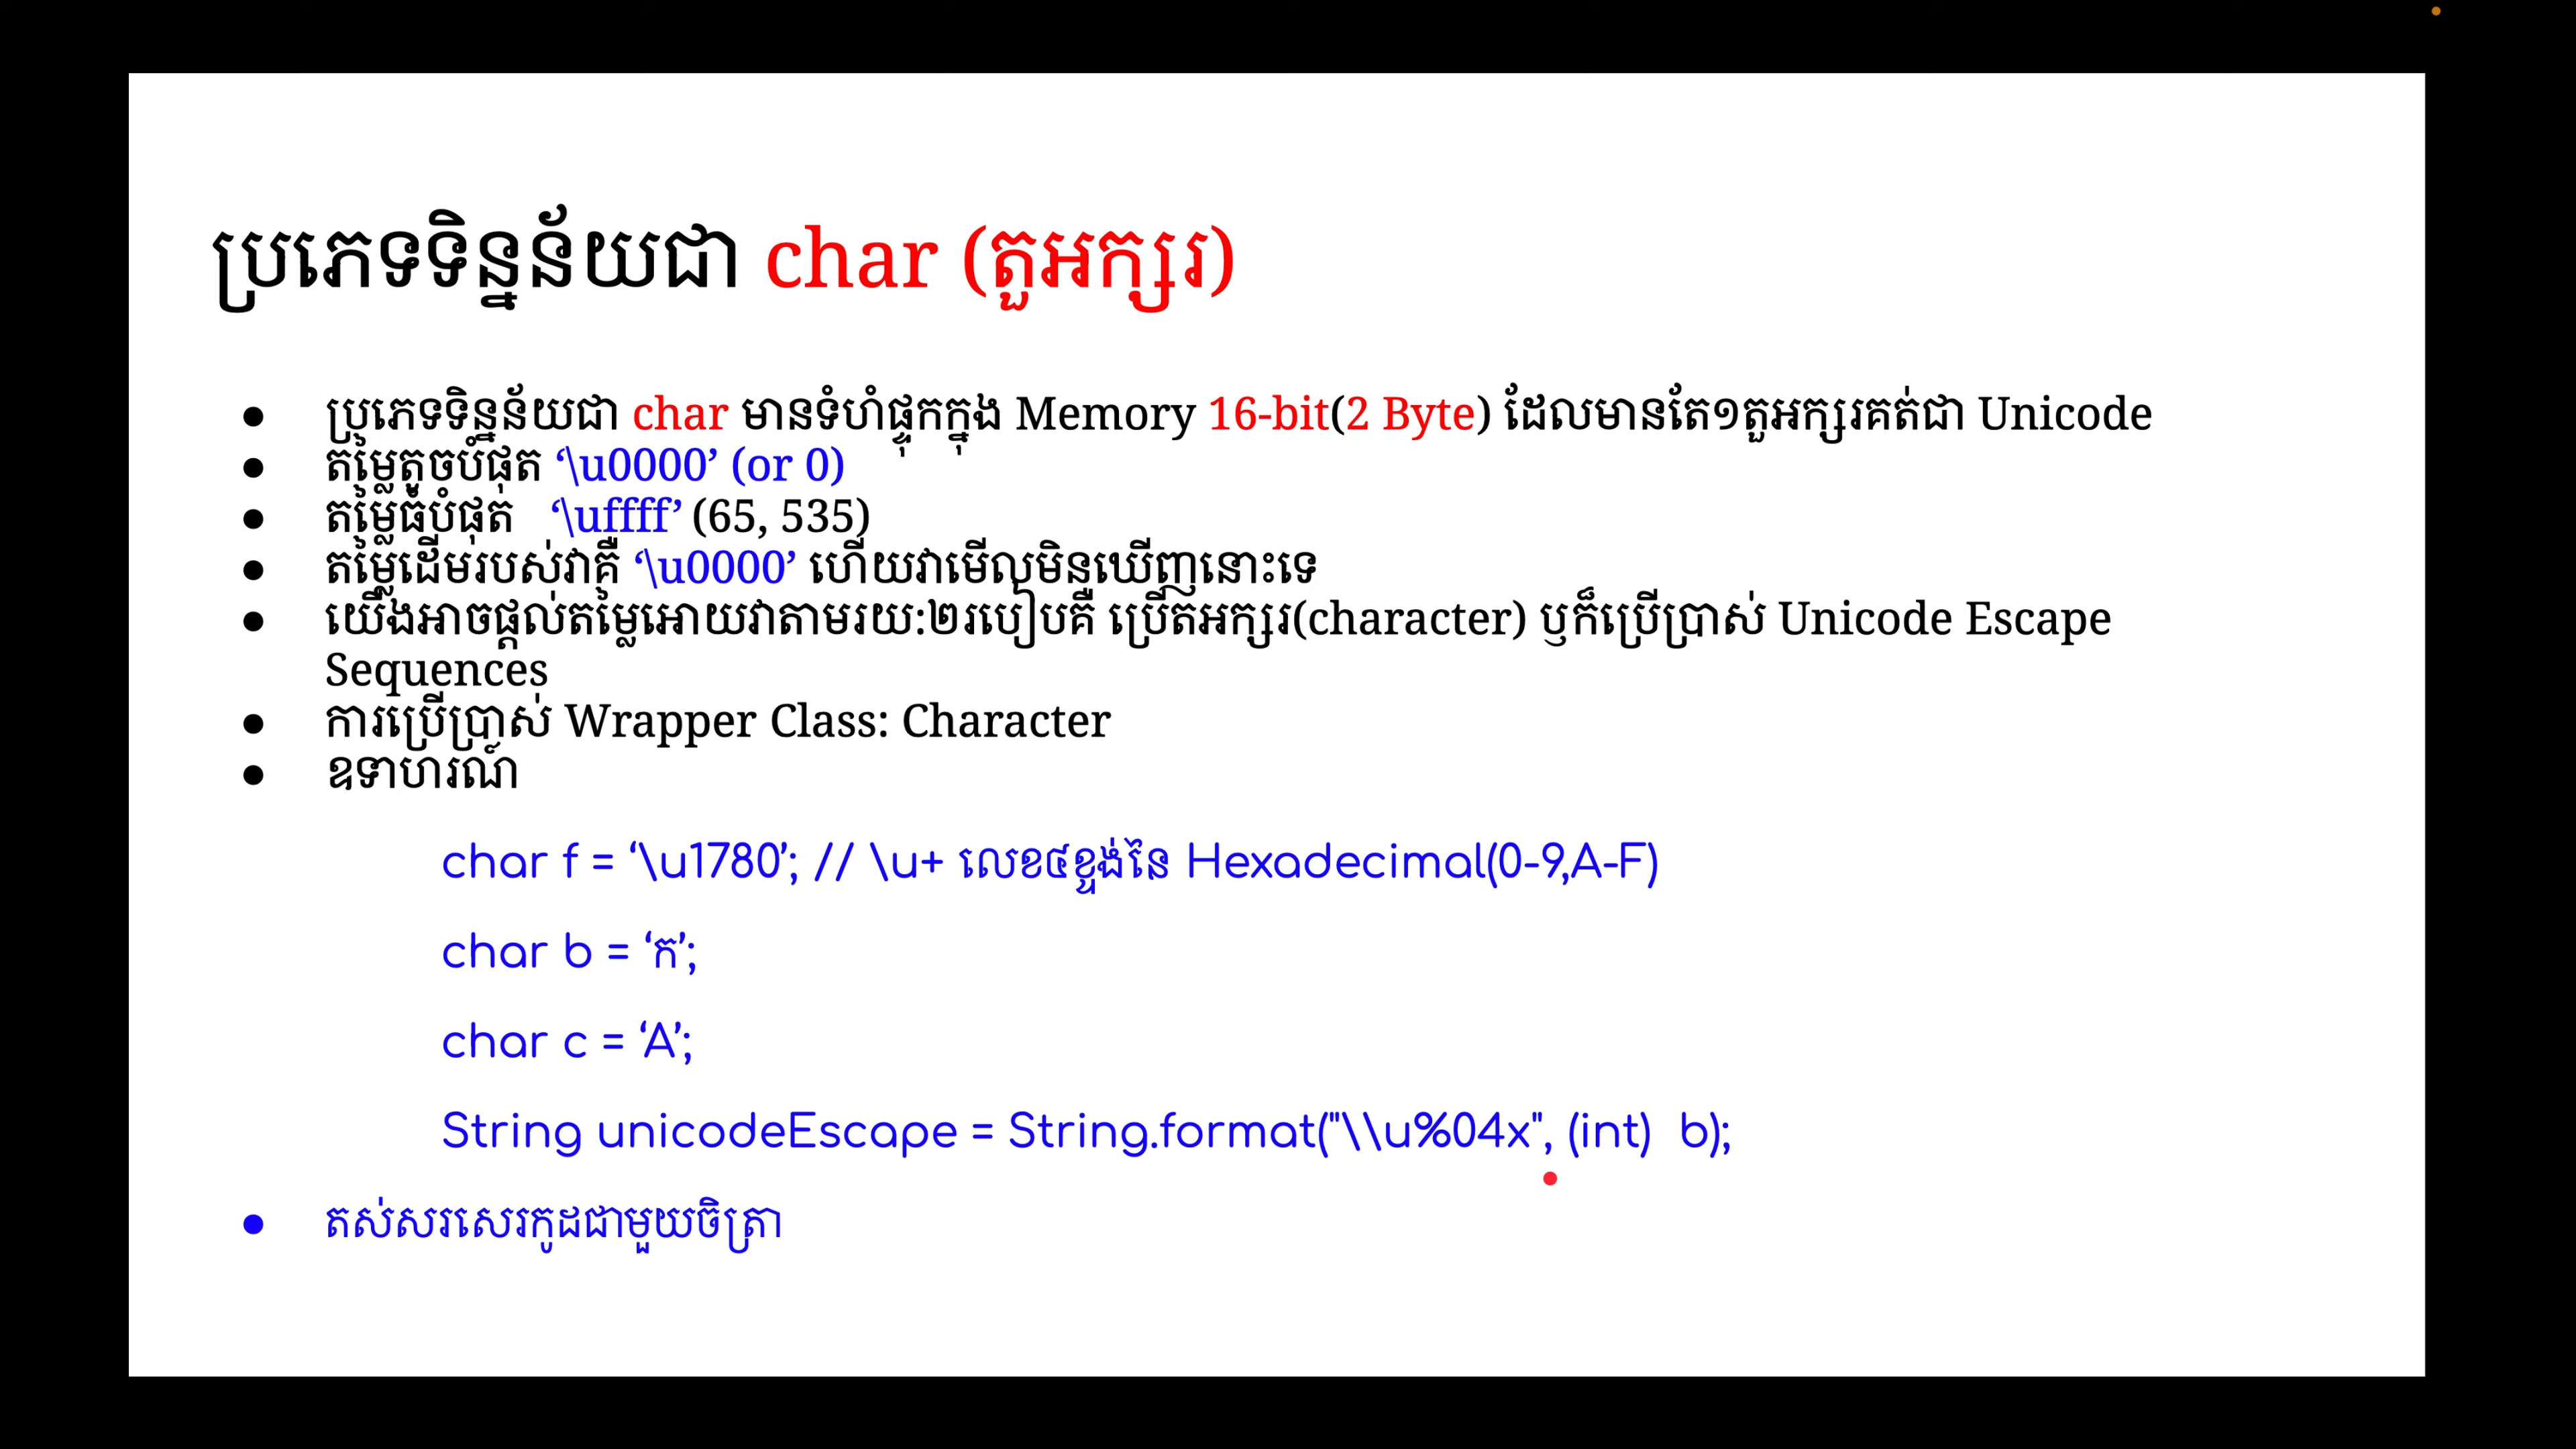 ប្រភេទទិន្នន័យជា char (តួអក្សរ)
● ប្រភេទទិន្នន័យជា char មានទំហំផ្ទុកក្នុង Memory 16-bit(2 Byte) ដែលមានតែ១តួអក្សរគត់ជា Unicode
● តម្លៃតូចបំផុត ‘\u0000’ (or 0)
● តម្លៃធំបំផុត ‘\uffff’ (65, 535)
● តម្លៃដើមរបស់វាគឺ ‘\u0000’ ហើយវាមើលមិនឃើញនោះទេ
● យើងអាចផ្តល់តម្លៃអោយវាតាមរយៈ២របៀបគឺ ប្រើតអក្សរ(character) ឬក៏ប្រើប្រាស់ Unicode Escape
Sequences
● ការប្រើប្រាស់ Wrapper Class: Character
● ឧទាហរណ៍
char f = ‘\u1780’; // \u+ លេខ៤ខ្ទង់នៃ Hexadecimal(0-9,A-F)
char b = ‘ក’;
char c = ‘A’;
String unicodeEscape = String.format("\\u%04x", (int) b);
● តស់សរសេរកូដជាមួយចិត្រា